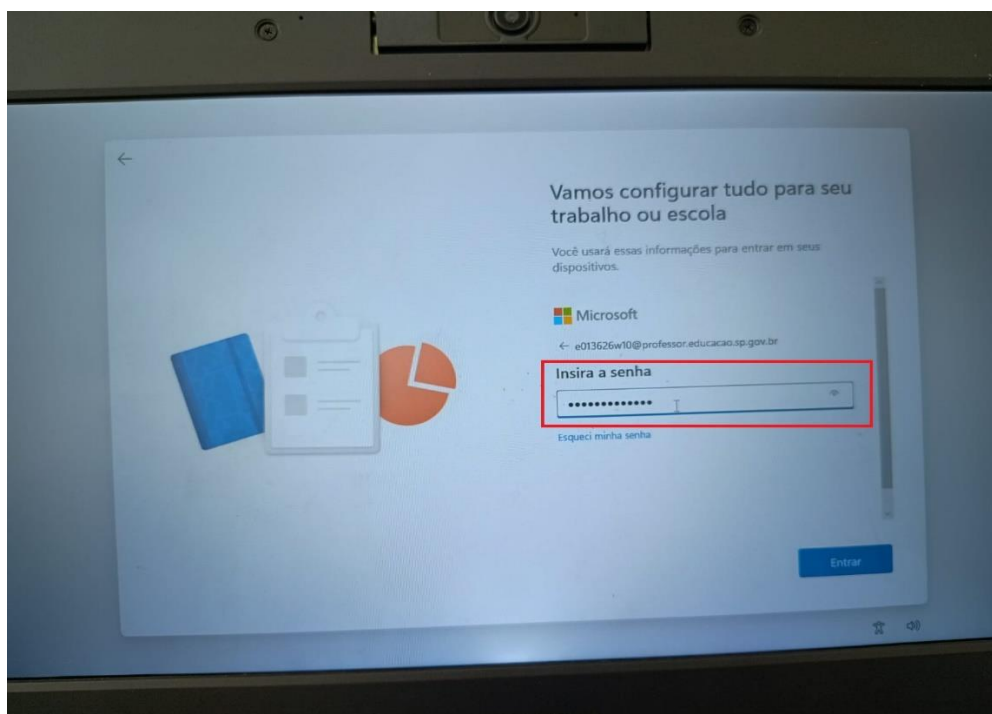 Vamos configurar tudo para seu
trabalho ou escola
Você usará essas informações para entrar em seus
dispositivos.
Microsoft
← e013626w10@professor.educacao.sp.gov.br
Insira a senha
•••••••••••••
Esqueci minha senha
Entrar